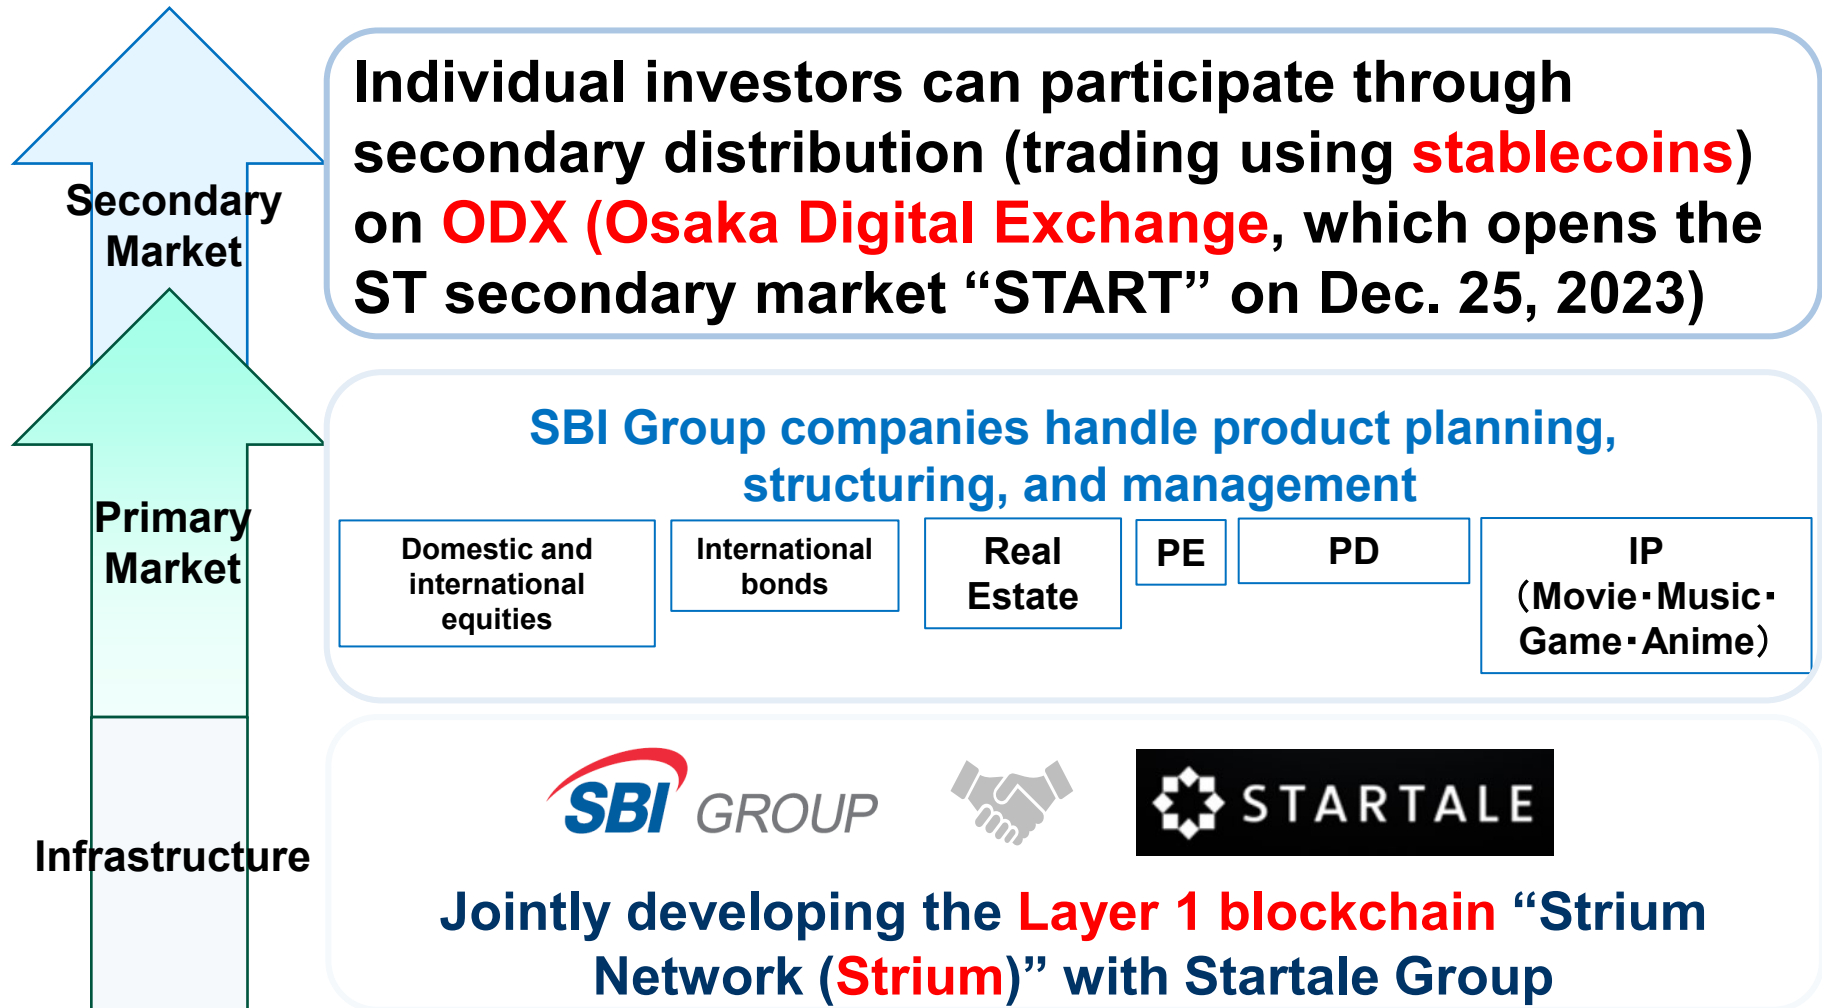 Secondary
Market
Individual investors can participate through
secondary distribution (trading using stablecoins)
on ODX (Osaka Digital Exchange, which opens the
ST secondary market “START” on Dec. 25, 2023)
Primary
Market
SBI Group companies handle product planning,
structuring, and management
Domestic and
international
equities
International
bonds
Real
Estate
PE
PD
IP
（Movie･Music･
Game･Anime）
Infrastructure
SBI GROUP
STARTALE
Jointly developing the Layer 1 blockchain “Strium
Network (Strium)” with Startale Group